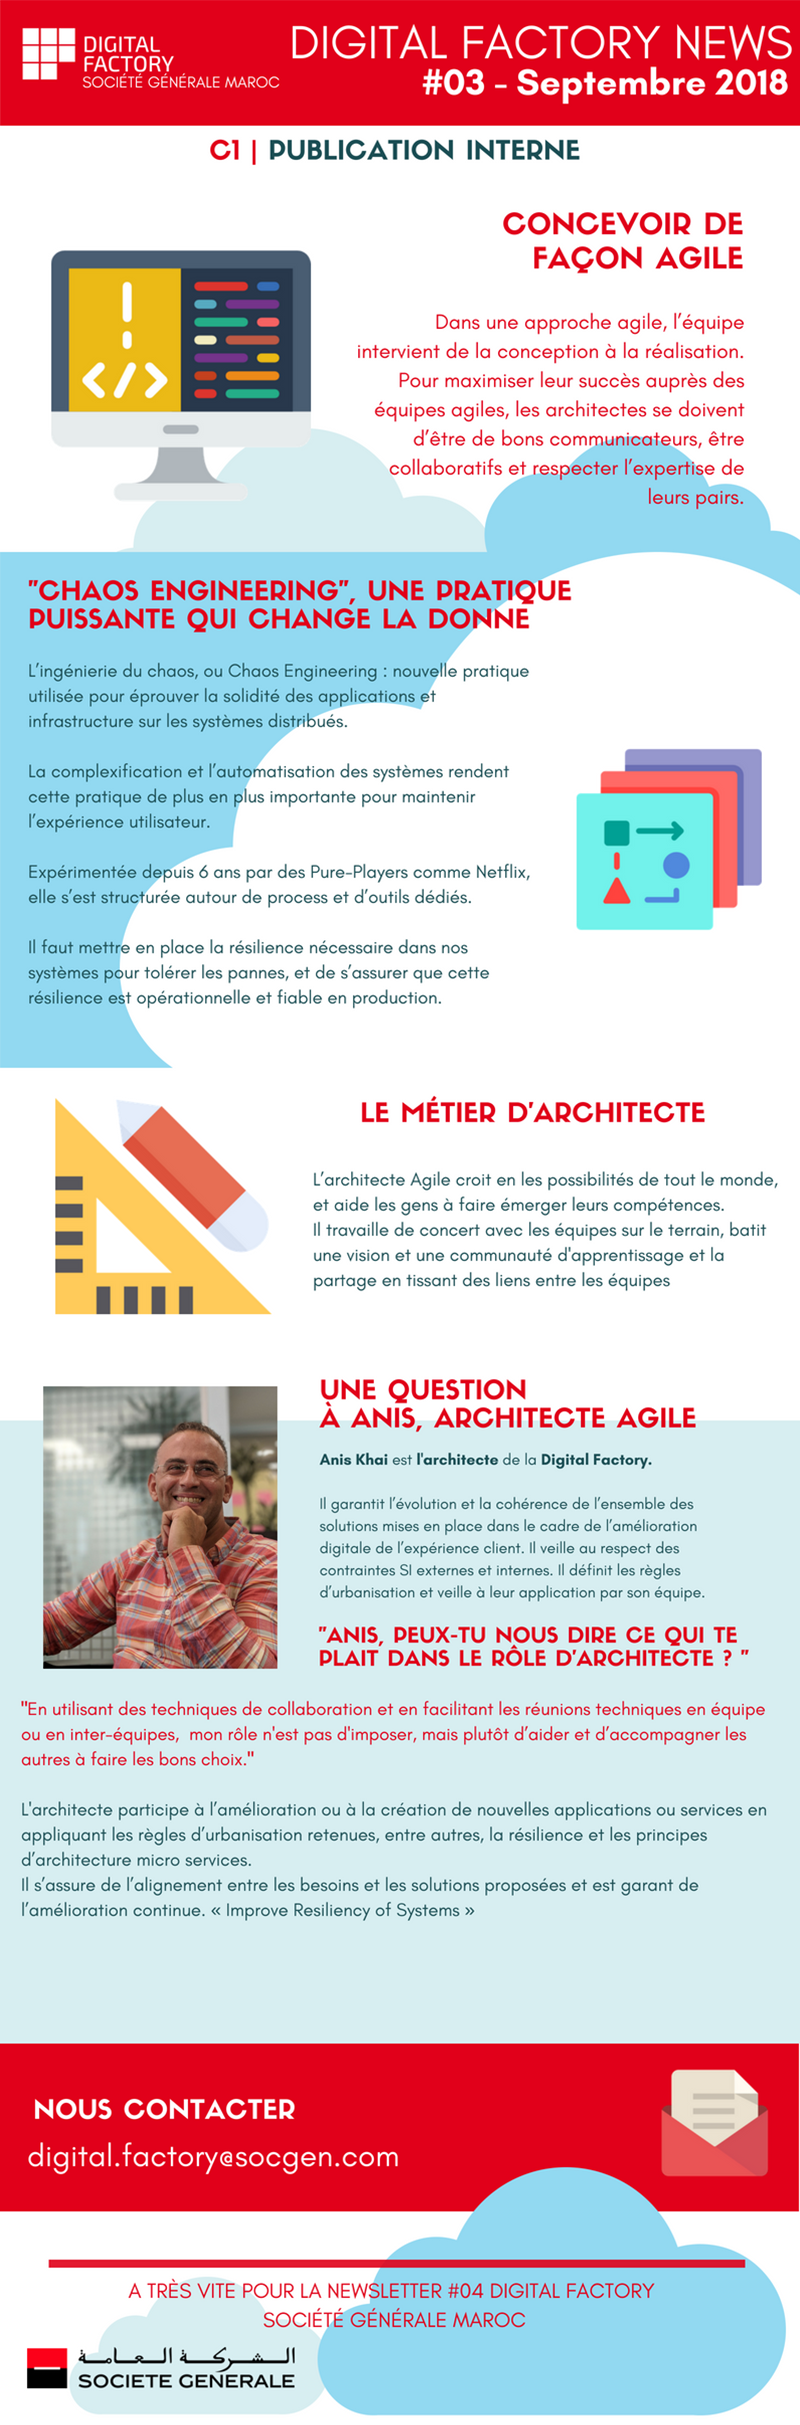 DIGITAL
FACTORY
SOCIÉTÉ GÉNÉRALE MAROC
DIGITAL FACTORY NEWS
#03 - Septembre 2018
C1 | PUBLICATION INTERNE
CONCEVOIR DE
FAÇON AGILE
Dans une approche agile, l'équipe
intervient de la conception à la réalisation.
Pour maximiser leur succès auprès des
équipes agiles, les architectes se doivent
d'être de bons communicateurs, être
collaboratifs et respecter l'expertise de
leurs pairs.
"CHAOS ENGINEERING", UNE PRATIQUE
PUISSANTE QUI CHANGE LA DONNE
L'ingénierie du chaos, ou Chaos Engineering : nouvelle pratique
utilisée pour éprouver la solidité des applications et
infrastructure sur les systèmes distribués.
La complexification et l'automatisation des systèmes rendent
cette pratique de plus en plus importante pour maintenir
l'expérience utilisateur.
Expérimentée depuis 6 ans par des Pure-Players comme Netflix,
elle s'est structurée autour de process et d'outils dédiés.
Il faut mettre en place la résilience nécessaire dans nos
systèmes pour tolérer les pannes, et de s'assurer que cette
résilience est opérationnelle et fiable en production.
LE MÉTIER D'ARCHITECTE
L'architecte Agile croit en les possibilités de tout le monde,
et aide les gens à faire émerger leurs compétences.
Il travaille de concert avec les équipes sur le terrain, batit
une vision et une communauté d'apprentissage et la
partage en tissant des liens entre les équipes
UNE QUESTION
À ANIS, ARCHITECTE AGILE
Anis Khai est l'architecte de la Digital Factory.
Il garantit l'évolution et la cohérence de l'ensemble des
solutions mises en place dans le cadre de l'amélioration
digitale de l'expérience client. Il veille au respect des
contraintes SI externes et internes. Il définit les règles
d'urbanisation et veille à leur application par son équipe.
"ANIS, PEUX-TU NOUS DIRE CE QUI TE
PLAIT DANS LE RÔLE D'ARCHITECTE ? "
"En utilisant des techniques de collaboration et en facilitant les réunions techniques en équipe
ou en inter-équipes, mon rôle n'est pas d'imposer, mais plutôt d'aider et d'accompagner les
autres à faire les bons choix."
L'architecte participe à l'amélioration ou à la création de nouvelles applications ou services en
appliquant les règles d'urbanisation retenues, entre autres, la résilience et les principes
d'architecture micro services.
Il s'assure de l'alignement entre les besoins et les solutions proposées et est garant de
l'amélioration continue. « Improve Resiliency of Systems »
NOUS CONTACTER
digital.factory@socgen.com
A TRÈS VITE POUR LA NEWSLETTER #04 DIGITAL FACTORY
SOCIÉTÉ GÉNÉRALE MAROC
الشركة العامة
SOCIETE GENERALE